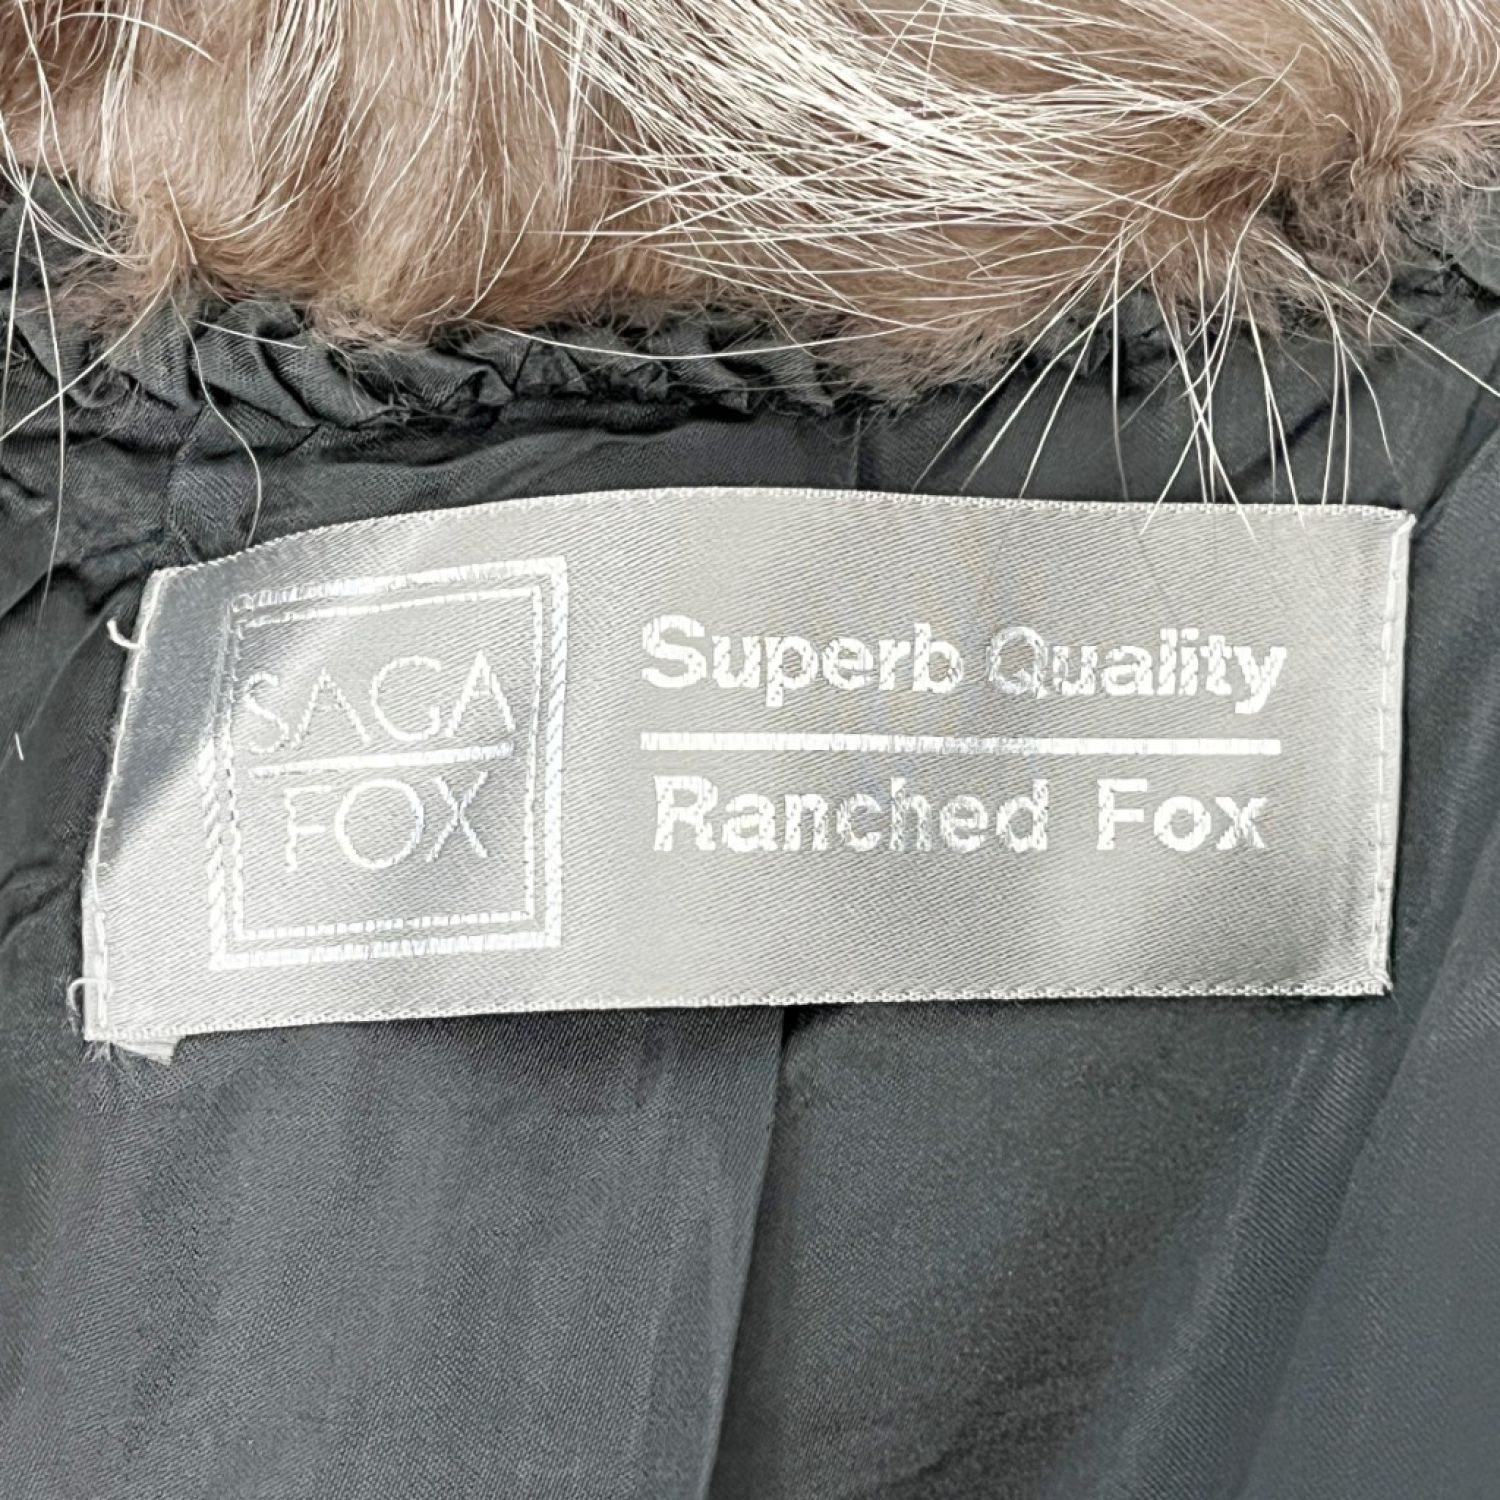 SAGA
FOX
Superb Quality
Ranched Fox